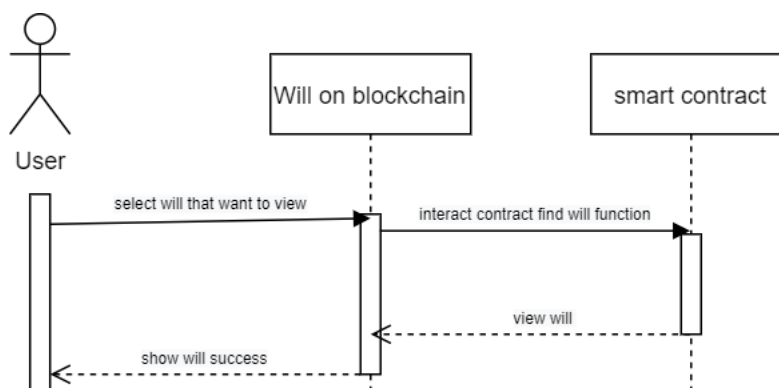 Will on blockchain
smart contract
User
select will that want to view
interact contract find will function
view will
show will success